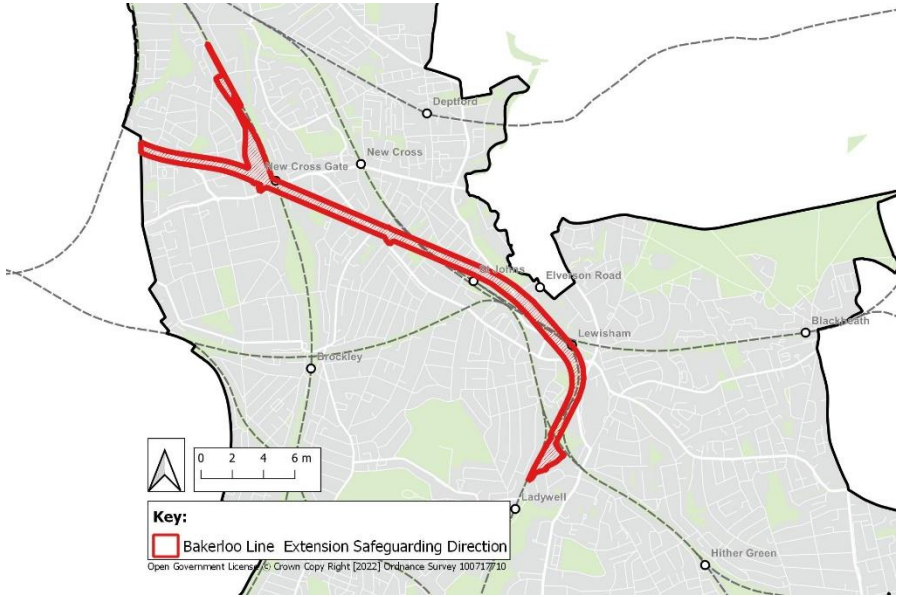 Deptford
New Cross
New Cross Gate
St Johns
Elverson Road
Lewisham
Blackheath
Brockley
0 2 4 6 m
Ladywell
Key:
Bakerloo Line Extension Safeguarding Direction
Hither Green
Open Government License © Crown Copy Right [2022] Ordnance Survey 100717710